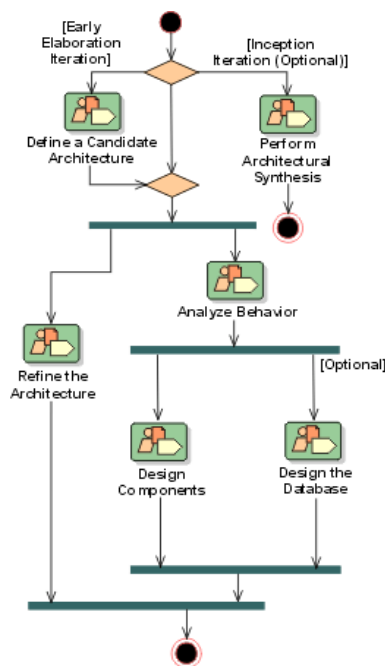 [Early
Elaboration
Iteration]
[Inception
Iteration (Optional)]
Define a Candidate
Architecture
Perform
Architectural
Synthesis
Analyze Behavior
[Optional]
Refine the
Architecture
Design
Components
Design the
Database